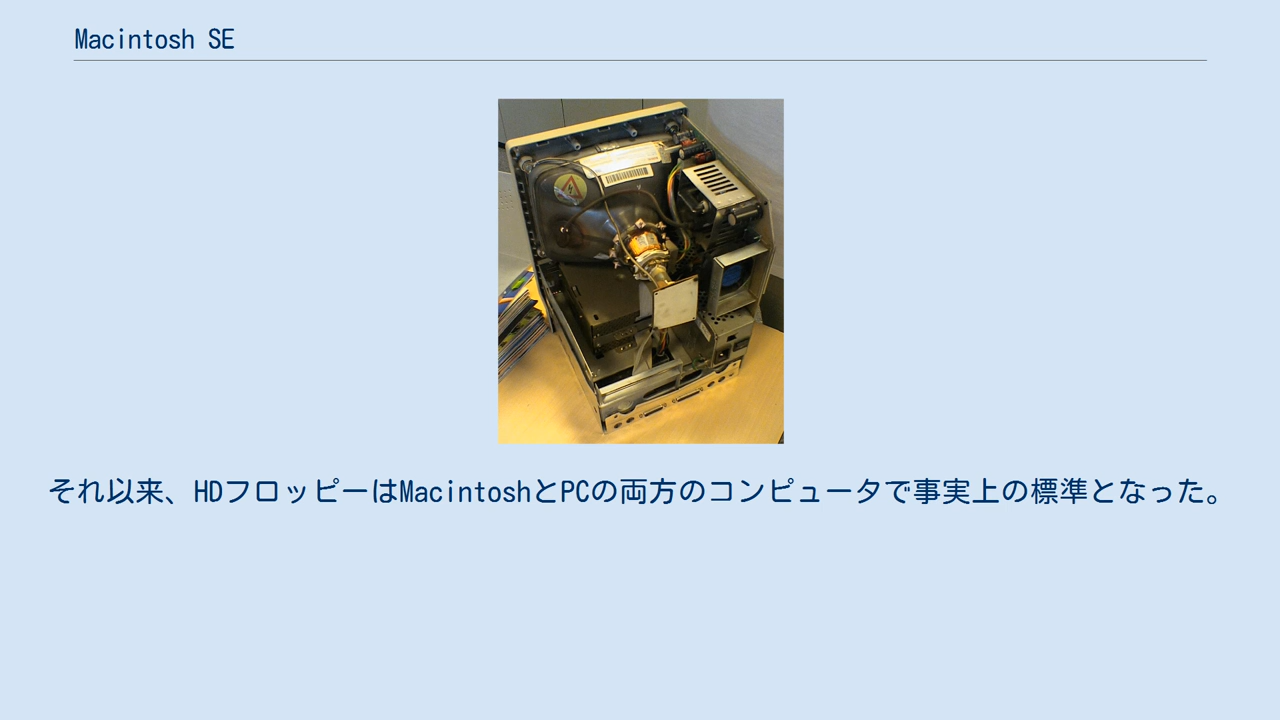 Macintosh SE
それ以来、HDフロッピーはMacintoshとPCの両方のコンピュータで事実上の標準となった。